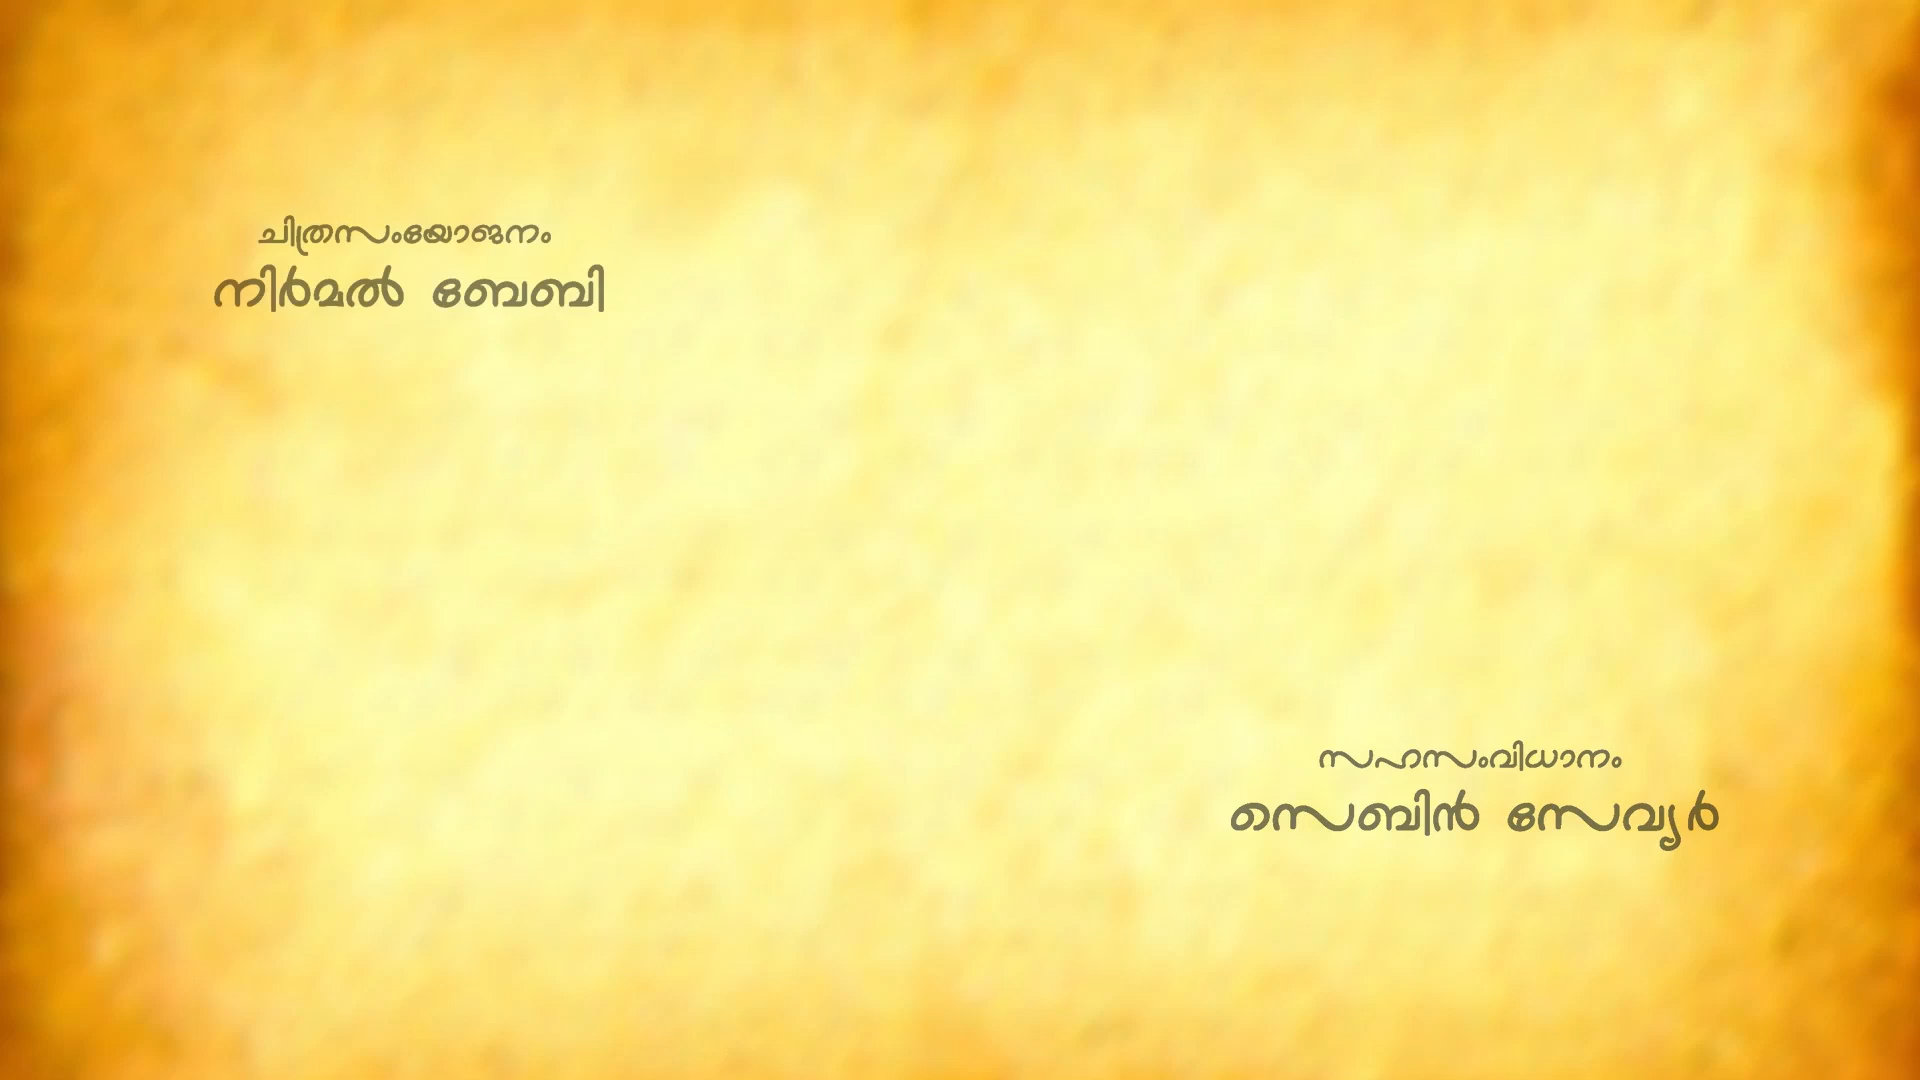 ചിത്രസംയോജനം
നിർമൽ ബേബി
സഹസംവിധാനം
സെബിൻ സേവ്യർ